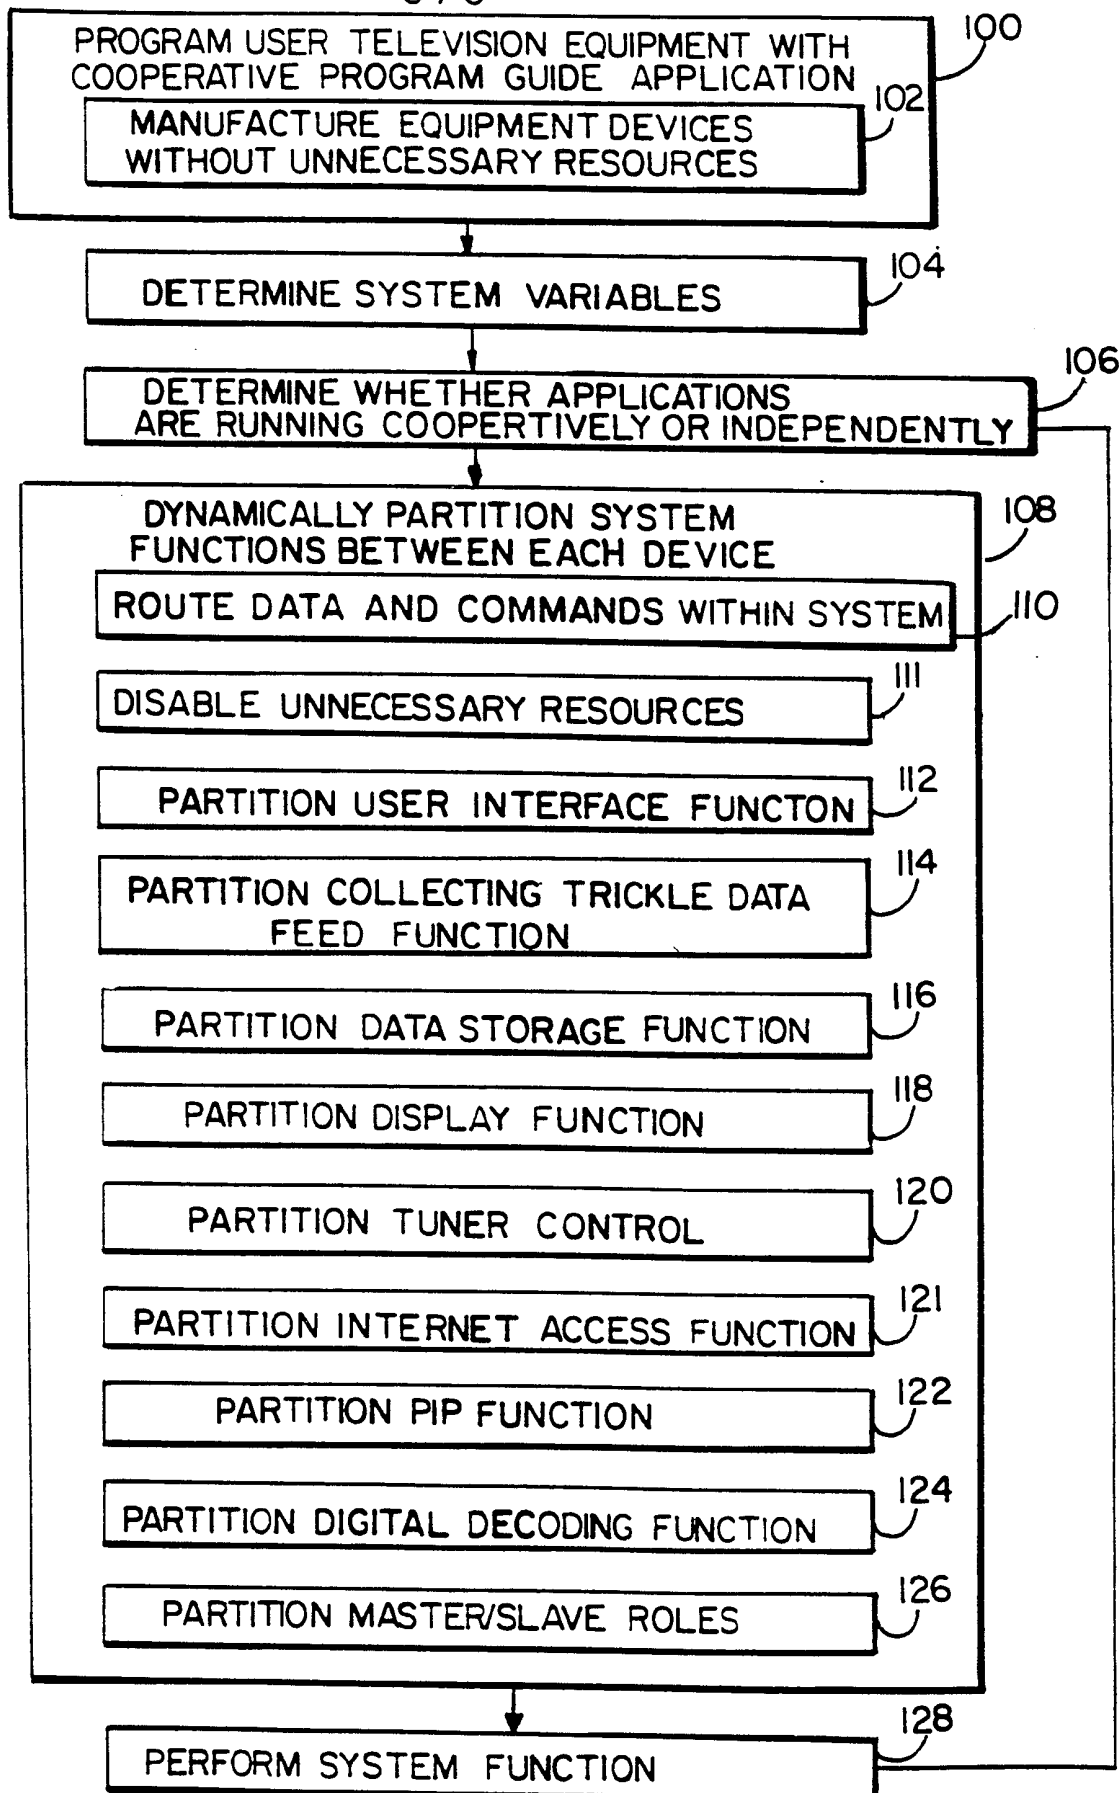 PROGRAM USER TELEVISION EQUIPMENT WITH
COOPERATIVE PROGRAM GUIDE APPLICATION
100
MANUFACTURE EQUIPMENT DEVICES
WITHOUT UNNECESSARY RESOURCES
102
DETERMINE SYSTEM VARIABLES
104
DETERMINE WHETHER APPLICATIONS
ARE RUNNING COOPERTIVELY OR INDEPENDENTLY
106
DYNAMICALLY PARTITION SYSTEM
FUNCTIONS BETWEEN EACH DEVICE
108
ROUTE DATA AND COMMANDS WITHIN SYSTEM
110
DISABLE UNNECESSARY RESOURCES
111
PARTITION USER INTERFACE FUNCTON
112
PARTITION COLLECTING TRICKLE DATA
FEED FUNCTION
114
PARTITION DATA STORAGE FUNCTION
116
PARTITION DISPLAY FUNCTION
118
PARTITION TUNER CONTROL
120
PARTITION INTERNET ACCESS FUNCTION
121
PARTITION PIP FUNCTION
122
PARTITION DIGITAL DECODING FUNCTION
124
PARTITION MASTER/SLAVE ROLES
126
PERFORM SYSTEM FUNCTION
128